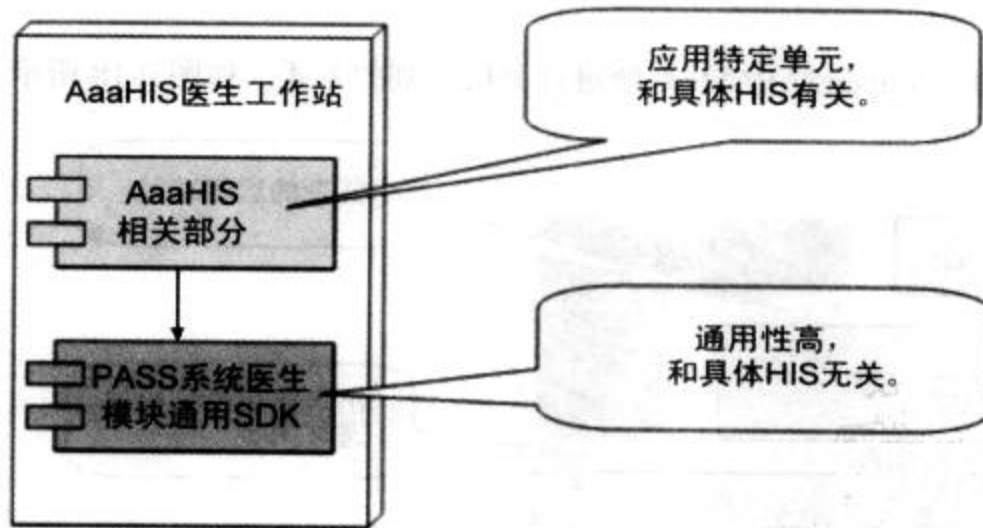 AaaHIS医生工作站
AaaHIS
相关部分
PASS系统医生
模块通用SDK
应用特定单元，
和具体HIS有关。
通用性高，
和具体HIS无关。